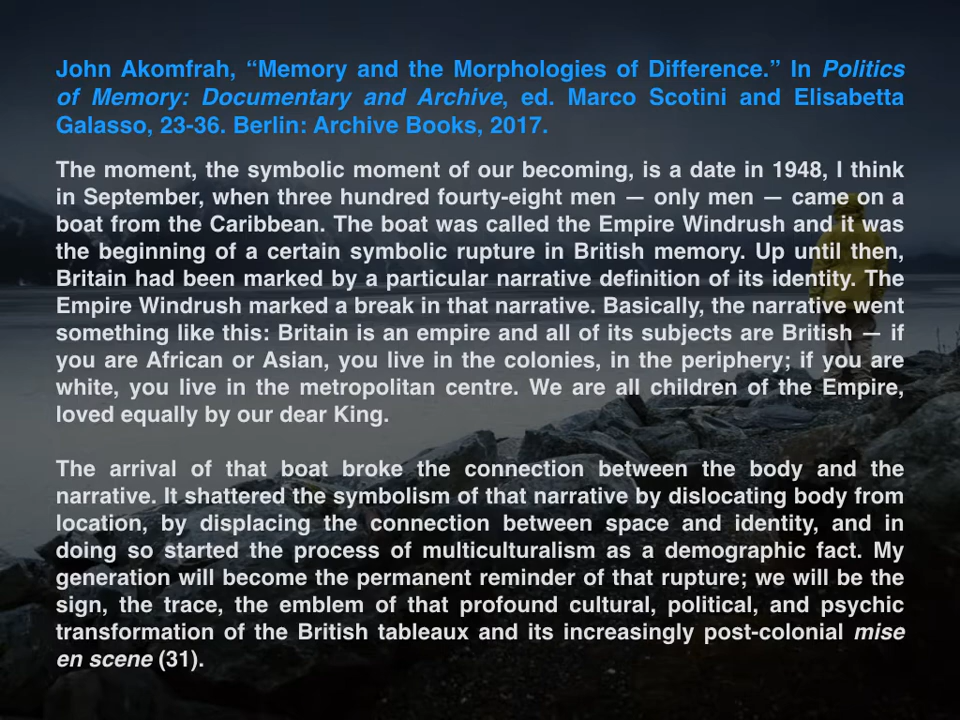 John Akomfrah, “Memory and the Morphologies of Difference.” In Politics
of Memory: Documentary and Archive, ed. Marco Scotini and Elisabetta
Galasso, 23-36. Berlin: Archive Books, 2017.
The moment, the symbolic moment of our becoming, is a date in 1948, I think
in September, when three hundred fourty-eight men — only men — came on a
boat from the Caribbean. The boat was called the Empire Windrush and it was
the beginning of a certain symbolic rupture in British memory. Up until then,
Britain had been marked by a particular narrative definition of its identity. The
Empire Windrush marked a break in that narrative. Basically, the narrative went
something like this: Britain is an empire and all of its subjects are British — if
you are African or Asian, you live in the colonies, in the periphery; if you are
white, you live in the metropolitan centre. We are all children of the Empire,
loved equally by our dear King.
The arrival of that boat broke the connection between the body and the
narrative. It shattered the symbolism of that narrative by dislocating body from
location, by displacing the connection between space and identity, and in
doing so started the process of multiculturalism as a demographic fact. My
generation will become the permanent reminder of that rupture; we will be the
sign, the trace, the emblem of that profound cultural, political, and psychic
transformation of the British tableaux and its increasingly post-colonial mise
en scene (31).